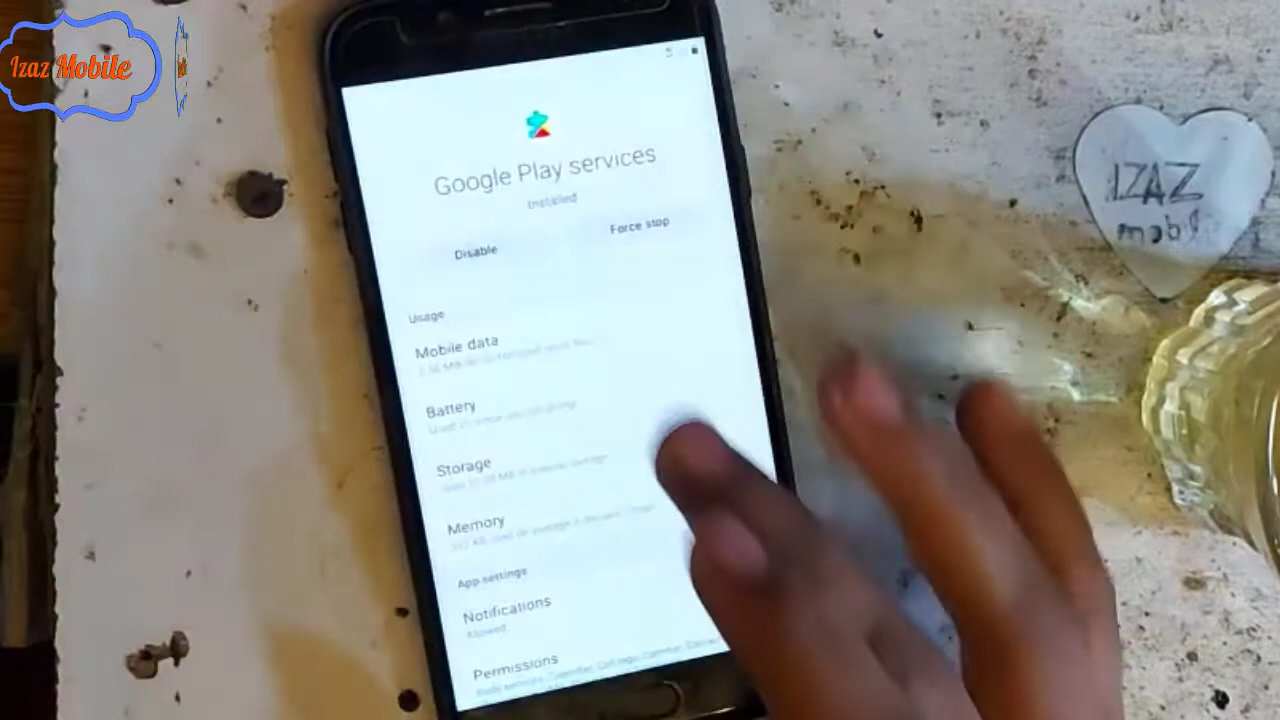 Izaz Mobile
Google Play services
Installed
Disable
Force stop
Usage
Mobile data
Battery
Storage
Memory
App settings
Notifications
Allowed
Permissions
IZAZ
mobil